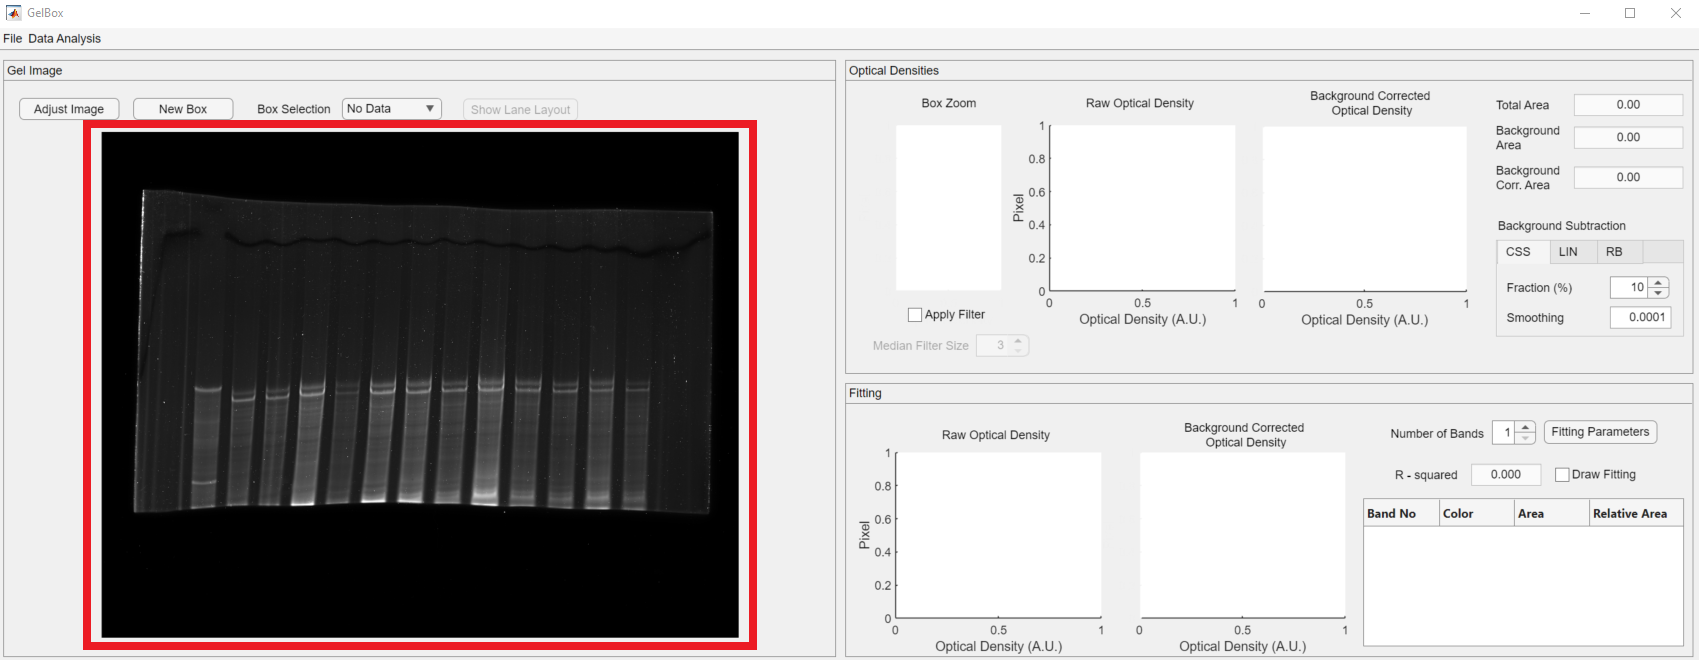 GelBox
File Data Analysis
Gel Image
Adjust Image
New Box
Box Selection
No Data
Show Lane Layout
Optical Densities
Box Zoom
Apply Filter
Median Filter Size
3
Raw Optical Density
1
0.8
0.6
0.4
0.2
0
Pixel
0 0.5 1
Optical Density (A.U.)
Background Corrected
Optical Density
0 0.5 1
Optical Density (A.U.)
Total Area
0.00
Background
Area
0.00
Background
Corr. Area
0.00
Background Subtraction
CSS LIN RB
Fraction (%)
10
Smoothing
0.0001
Fitting
Raw Optical Density
1
0.8
0.6
0.4
0.2
0
Pixel
0 0.5 1
Optical Density (A.U.)
Background Corrected
Optical Density
0 0.5 1
Optical Density (A.U.)
Number of Bands
1
Fitting Parameters
R - squared
0.000
Draw Fitting
Band No Color Area Relative Area